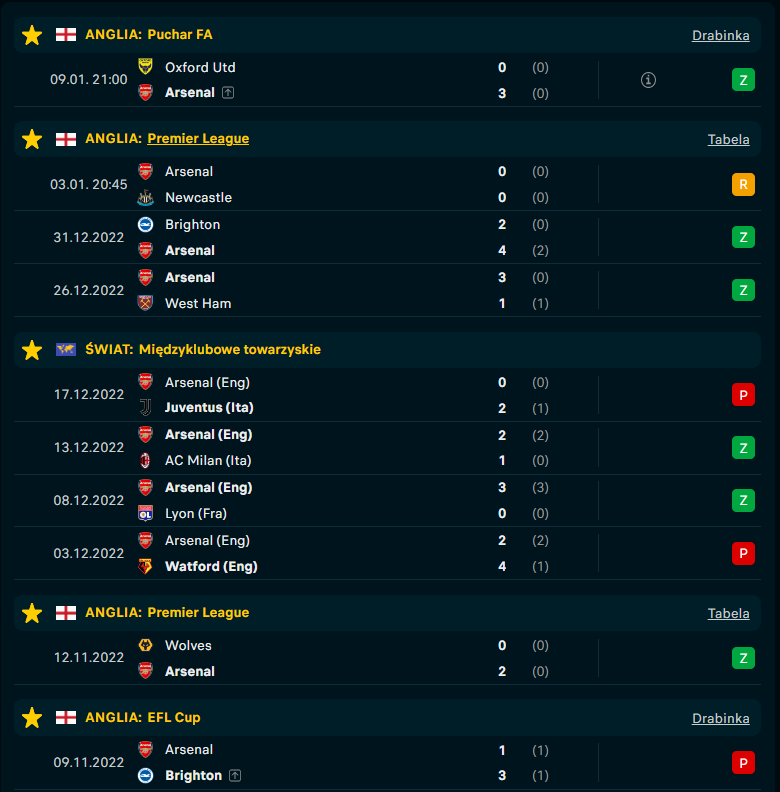 ANGLIA: Puchar FA Drabinka
09.01. 21:00 Oxford Utd 0 (0) Z
Arsenal 3 (0)
ANGLIA: Premier League Tabela
03.01. 20:45 Arsenal 0 (0) R
Newcastle 0 (0)
31.12.2022 Brighton 2 (0) Z
Arsenal 4 (2)
26.12.2022 Arsenal 3 (0) Z
West Ham 1 (1)
ŚWIAT: Międzyklubowe towarzyskie
17.12.2022 Arsenal (Eng) 0 (0) P
Juventus (Ita) 2 (1)
13.12.2022 Arsenal (Eng) 2 (2) Z
AC Milan (Ita) 1 (0)
08.12.2022 Arsenal (Eng) 3 (3) Z
Lyon (Fra) 0 (0)
03.12.2022 Arsenal (Eng) 2 (2) P
Watford (Eng) 4 (1)
ANGLIA: Premier League Tabela
12.11.2022 Wolves 0 (0) Z
Arsenal 2 (0)
ANGLIA: EFL Cup Drabinka
09.11.2022 Arsenal 1 (1) P
Brighton 3 (1)